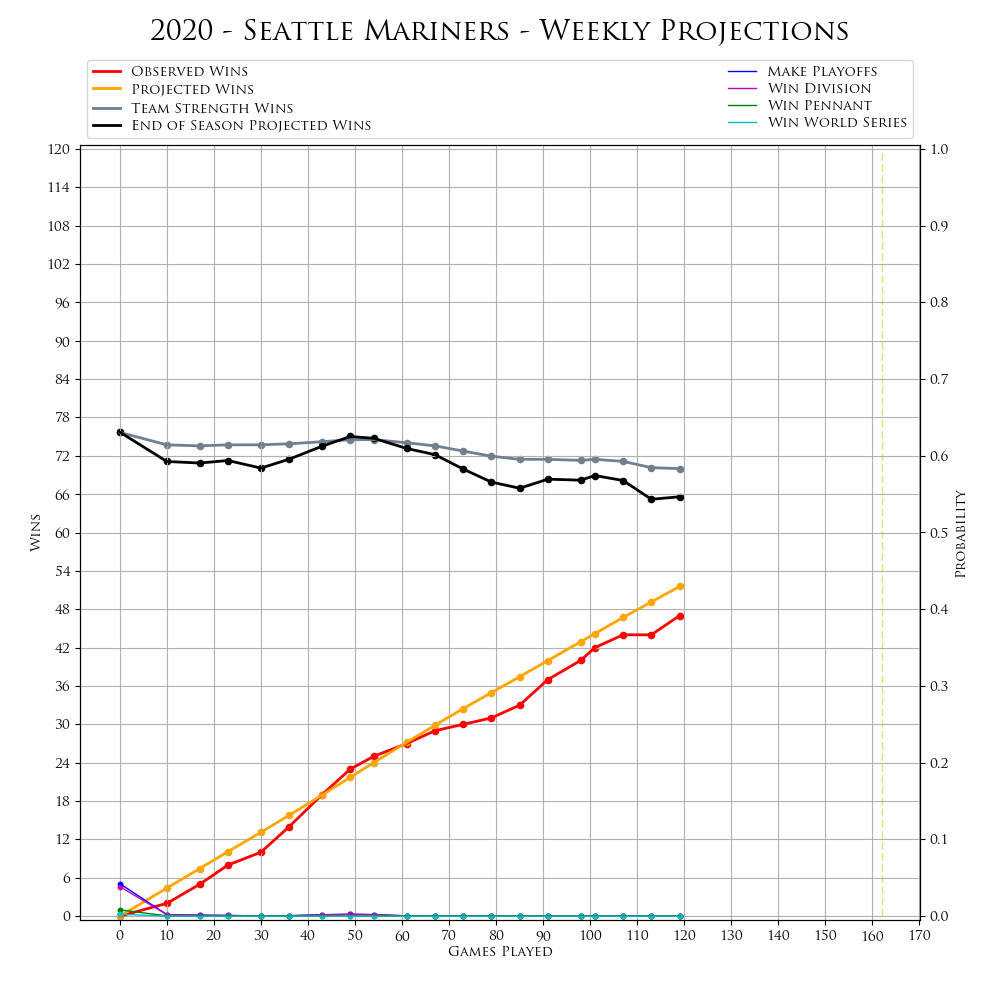 2020 - Seattle Mariners - Weekly Projections
Observed Wins
Projected Wins
Team Strength Wins
End of Season Projected Wins
Make Playoffs
Win Division
Win Pennant
Win World Series
120
114
108
102
96
90
84
78
72
66
60
54
48
42
36
30
24
18
12
6
0
Wins
1.0
0.9
0.8
0.7
0.6
0.5
0.4
0.3
0.2
0.1
0.0
Probability
0 10 20 30 40 50 60 70 80 90 100 110 120 130 140 150 160 170
Games Played